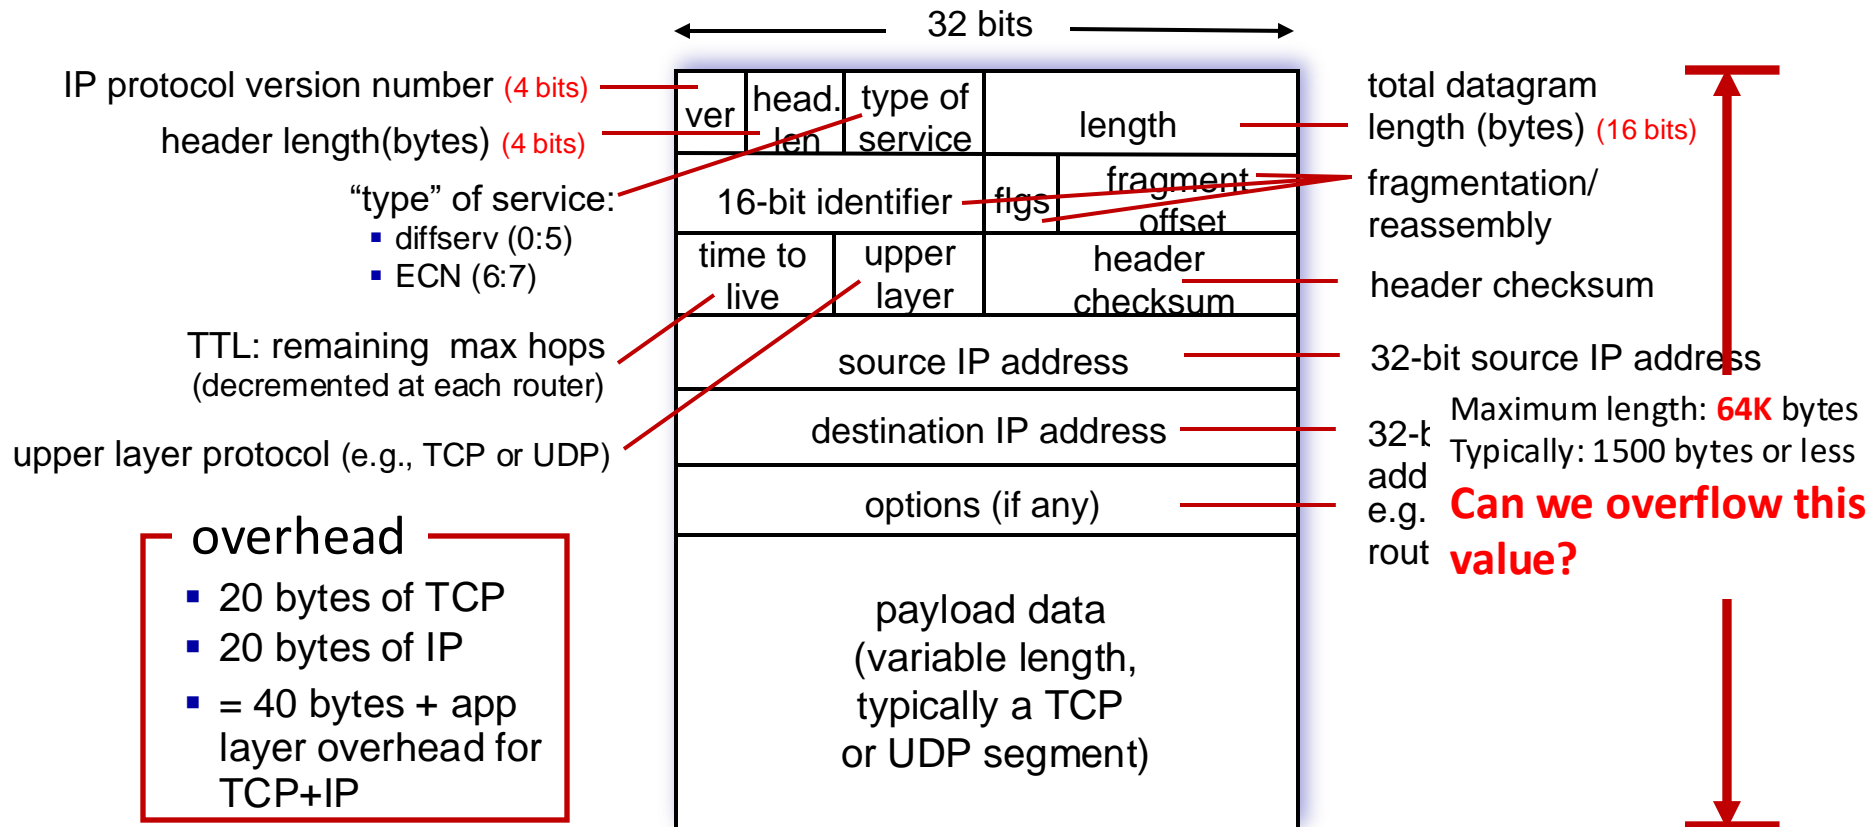 32 bits
IP protocol version number (4 bits)
header length(bytes) (4 bits)
"type" of service:
▪ diffserv (0:5)
▪ ECN (6:7)
TTL: remaining max hops
(decremented at each router)
upper layer protocol (e.g., TCP or UDP)
overhead
▪ 20 bytes of TCP
▪ 20 bytes of IP
▪ = 40 bytes + app
layer overhead for
TCP+IP
ver
head.
len
type of
service
length
16-bit identifier
flgs
fragment
offset
time to
live
upper
layer
header
checksum
source IP address
destination IP address
options (if any)
payload data
(variable length,
typically a TCP
or UDP segment)
total datagram
length (bytes) (16 bits)
fragmentation/
reassembly
header checksum
32-bit source IP address
32-b
add
e.g.
rout
Maximum length: 64K bytes
Typically: 1500 bytes or less
Can we overflow this
value?